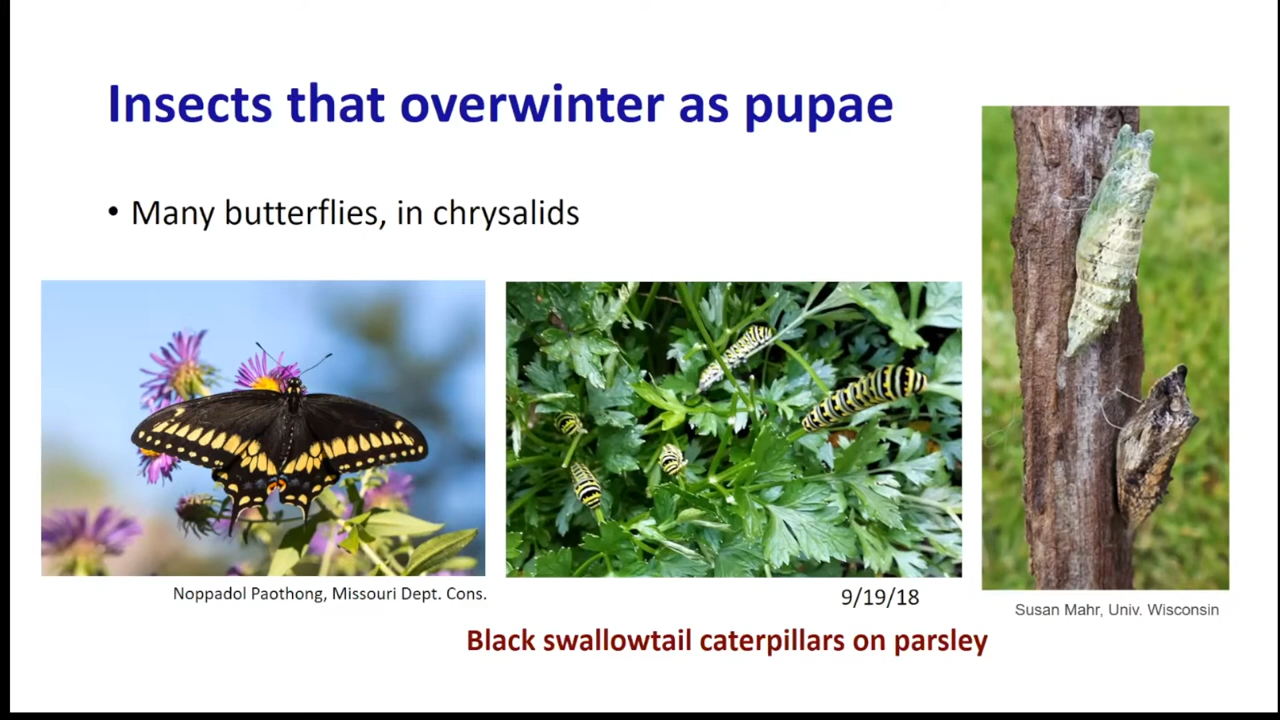 Insects that overwinter as pupae
• Many butterflies, in chrysalids
Noppadol Paothong, Missouri Dept. Cons.
9/19/18
Susan Mahr, Univ. Wisconsin
Black swallowtail caterpillars on parsley